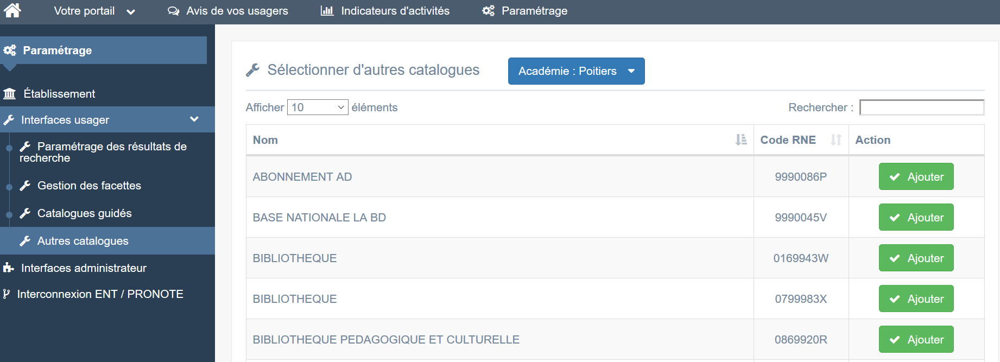 Votre portail
Avis de vos usagers
Indicateurs d'activités
Paramétrage
Paramétrage
Établissement
Interfaces usager
Paramétrage des résultats de
recherche
Gestion des facettes
Catalogues guidés
Autres catalogues
Interfaces administrateur
Interconnexion ENT / PRONOTE
Sélectionner d'autres catalogues
Académie : Poitiers
Afficher 10 éléments
Rechercher :
Nom Code RNE Action
ABONNEMENT AD 9990086P Ajouter
BASE NATIONALE LA BD 9990045V Ajouter
BIBLIOTHEQUE 0169943W Ajouter
BIBLIOTHEQUE 0799983X Ajouter
BIBLIOTHEQUE PEDAGOGIQUE ET CULTURELLE 0869920R Ajouter